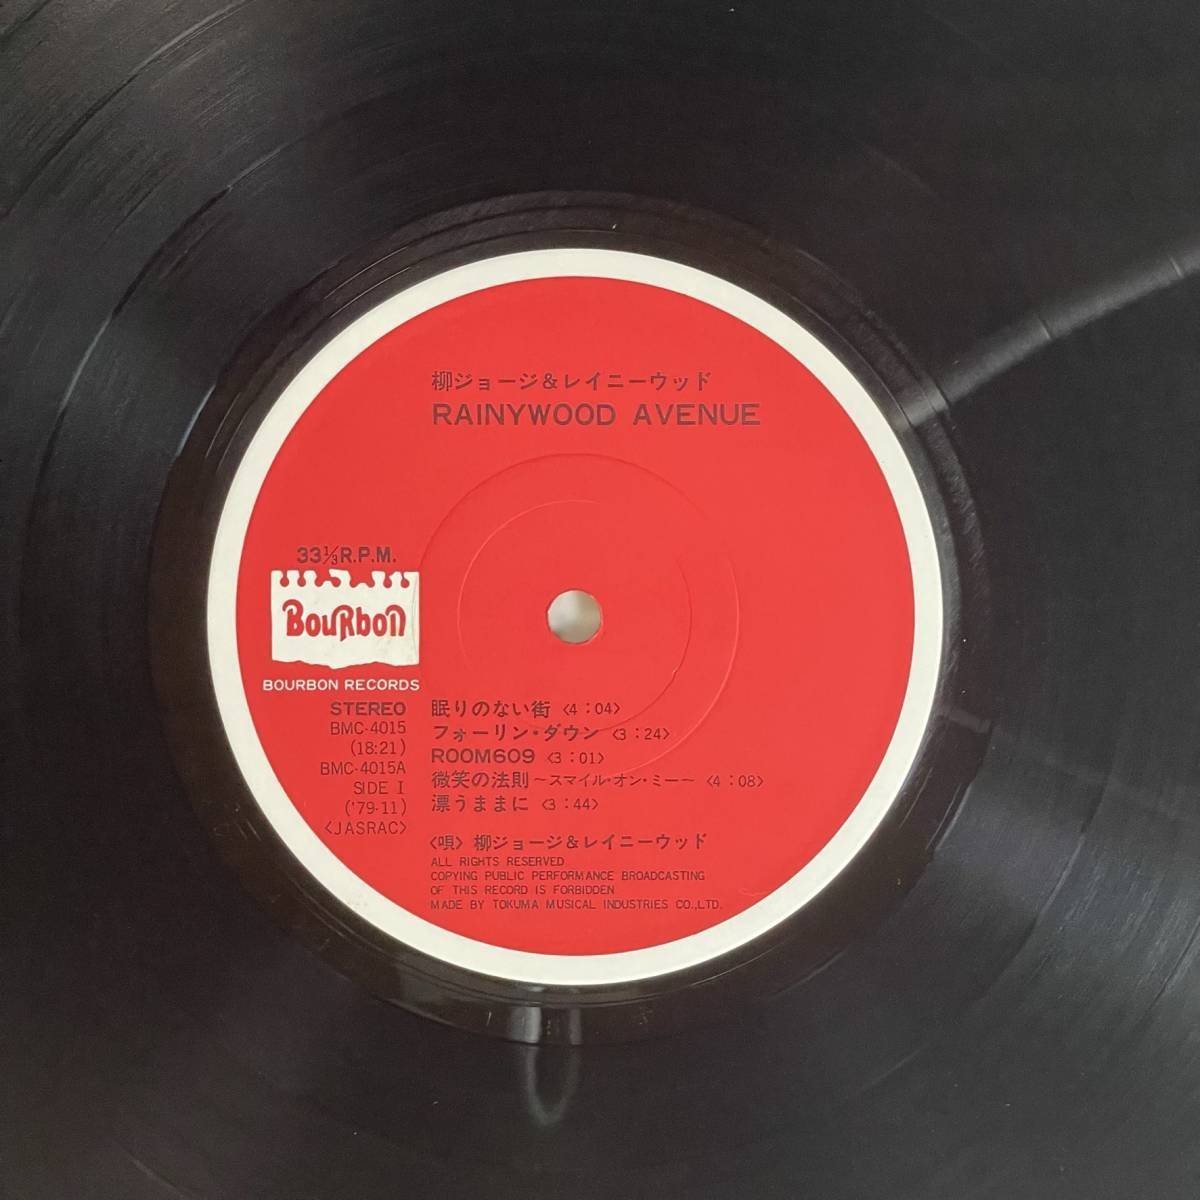 柳ジョージ&レイニーウッド
RAINYWOOD AVENUE
33⅓R.P.M.
BouRbon
BOURBON RECORDS
STEREO
BMC-4015
(18:21)
BMC-4015A
SIDE I
('79·11)
<JASRAC>
眠りのない街 <4:04>
フォーリン・ダウン <3:24>
ROOM609 <3:01>
微笑の法則 〜スマイル・オン・ミー〜 <4:08>
漂うままに <3:44>
<唄> 柳ジョージ&レイニーウッド
ALL RIGHTS RESERVED
COPYING PUBLIC PERFORMANCE BROADCASTING
OF THIS RECORD IS FORBIDDEN
MADE BY TOKUMA MUSICAL INDUSTRIES CO.,LTD.